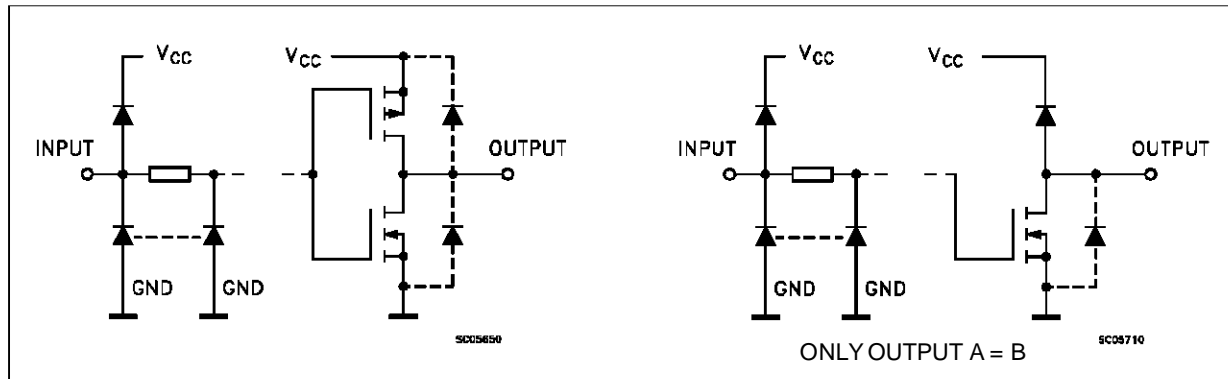 VCC
VCC
INPUT
OUTPUT
GND
GND
SC05650
VCC
VCC
INPUT
OUTPUT
GND
GND
SC05710
ONLY OUTPUT A = B